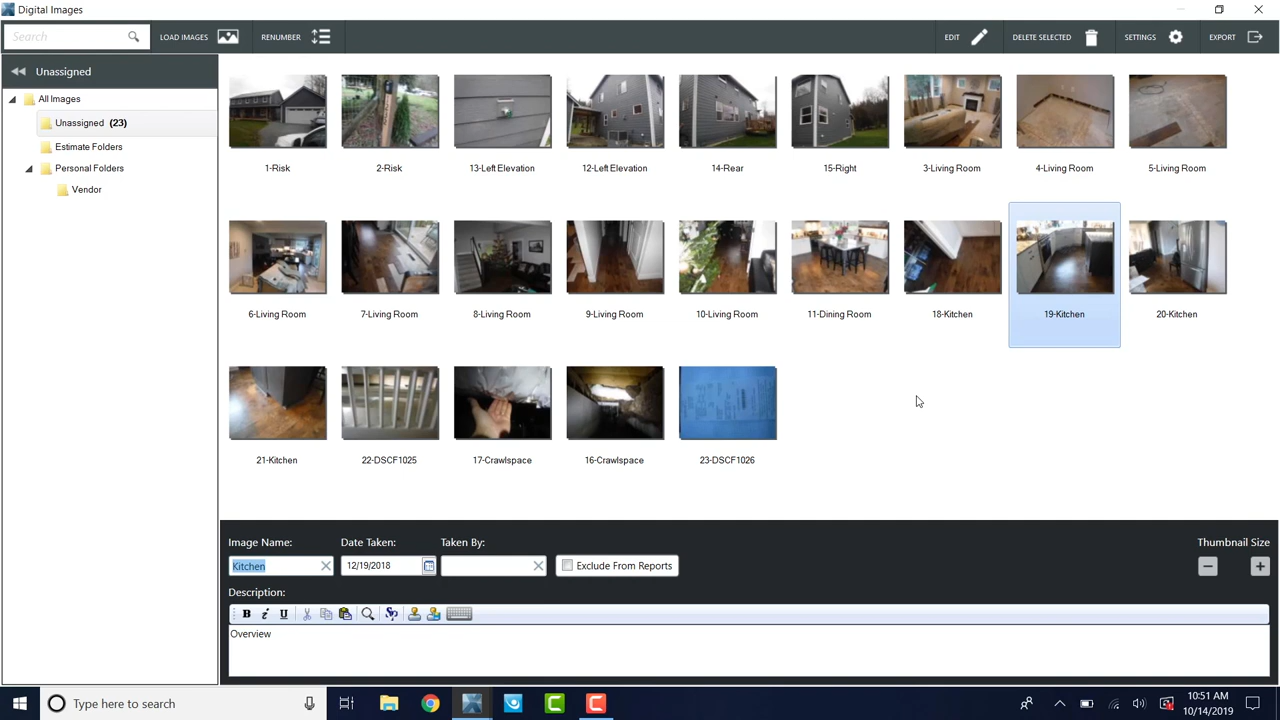 Digital Images
Search
LOAD IMAGES
RENUMBER
EDIT
DELETE SELECTED
SETTINGS
EXPORT
Unassigned
All Images
Unassigned (23)
Estimate Folders
Personal Folders
Vendor
1-Risk
2-Risk
13-Left Elevation
12-Left Elevation
14-Rear
15-Right
3-Living Room
4-Living Room
5-Living Room
6-Living Room
7-Living Room
8-Living Room
9-Living Room
10-Living Room
11-Dining Room
18-Kitchen
19-Kitchen
20-Kitchen
21-Kitchen
22-DSCF1025
17-Crawlspace
16-Crawlspace
23-DSCF1026
Image Name:
Date Taken:
Taken By:
Thumbnail Size
Kitchen
12/19/2018
Exclude From Reports
Description:
B i U
Overview
Type here to search
10:51 AM
10/14/2019